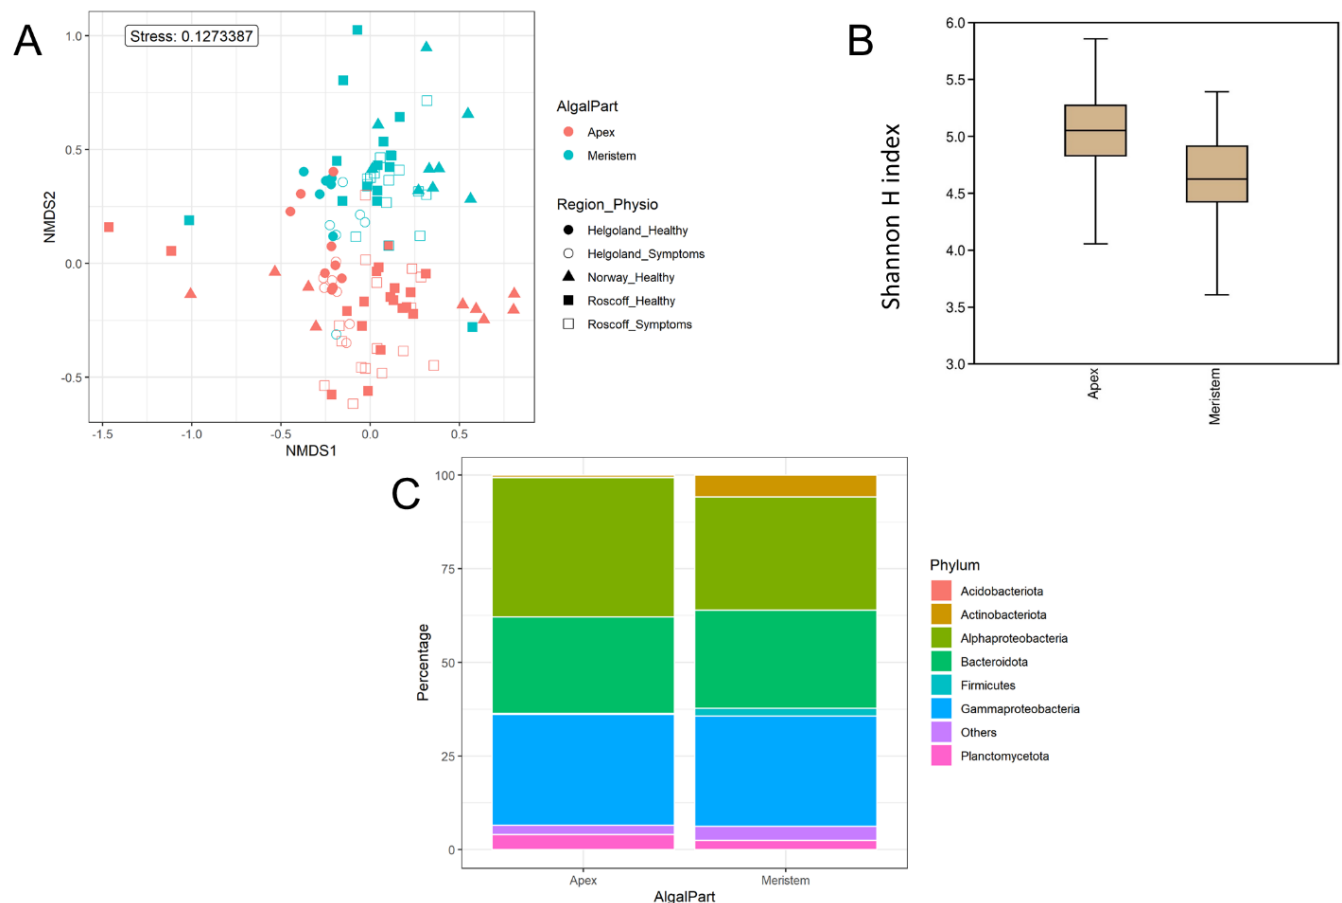 A
Stress: 0.1273387
1.0
0.5
0.0
-0.5
NMDS2
-1.5 -1.0 -0.5 0.0 0.5
NMDS1
AlgalPart
Apex
Meristem
Region_Physio
Helgoland_Healthy
Helgoland_Symptoms
Norway_Healthy
Roscoff_Healthy
Roscoff_Symptoms
B
Shannon H index
6.0
5.5
5.0
4.5
4.0
3.5
3.0
Apex
Meristem
C
Percentage
100
75
50
25
0
Apex Meristem
AlgalPart
Phylum
Acidobacteriota
Actinobacteriota
Alphaproteobacteria
Bacteroidota
Firmicutes
Gammaproteobacteria
Others
Planctomycetota